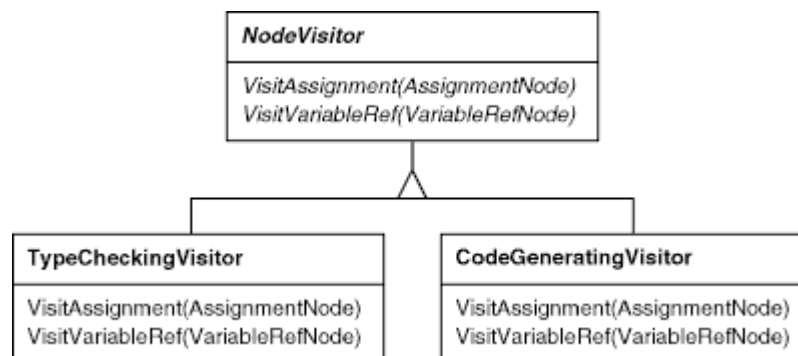 NodeVisitor
VisitAssignment(AssignmentNode)
VisitVariableRef(VariableRefNode)
TypeCheckingVisitor
VisitAssignment(AssignmentNode)
VisitVariableRef(VariableRefNode)
CodeGeneratingVisitor
VisitAssignment(AssignmentNode)
VisitVariableRef(VariableRefNode)